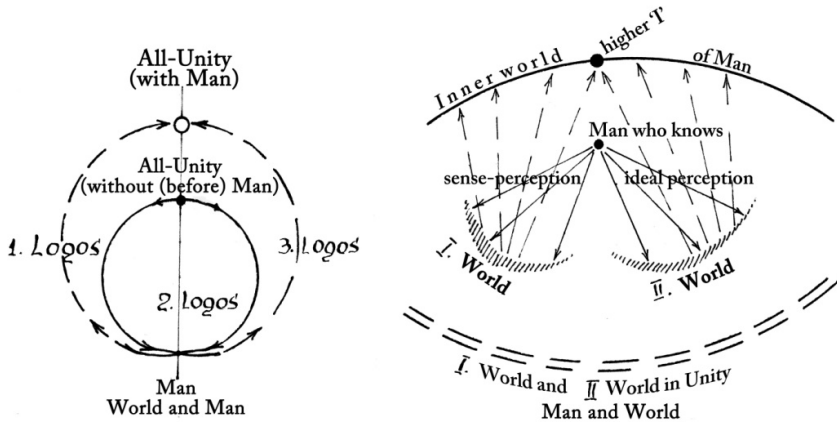 All-Unity
(with Man)
All-Unity
(without (before) Man)
1. Logos
3. Logos
2. Logos
Man
World and Man
higher 'I'
Inner world
of Man
Man who knows
sense-perception
ideal perception
I. World
II. World
I. World and II World in Unity
Man and World